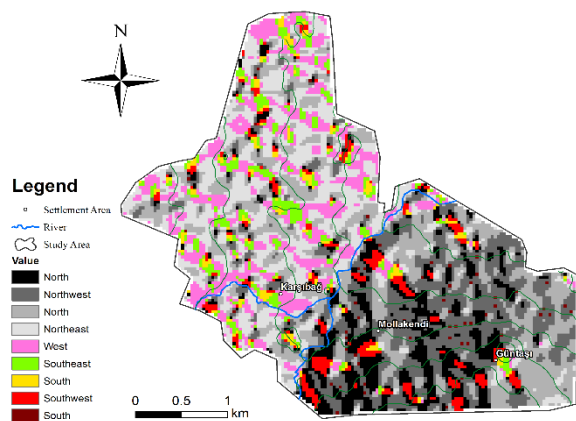 N
Legend
Settlement Area
River
Study Area
Value
North
Northwest
North
Northeast
West
Southeast
South
Southwest
South
0 0.5 1
km
Karşıbağ
Mollakendi
Güntaşı